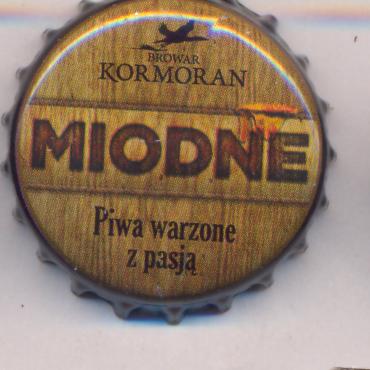 BROWAR
KORMORAN
MIODNE
Piwa warzone
z pasją